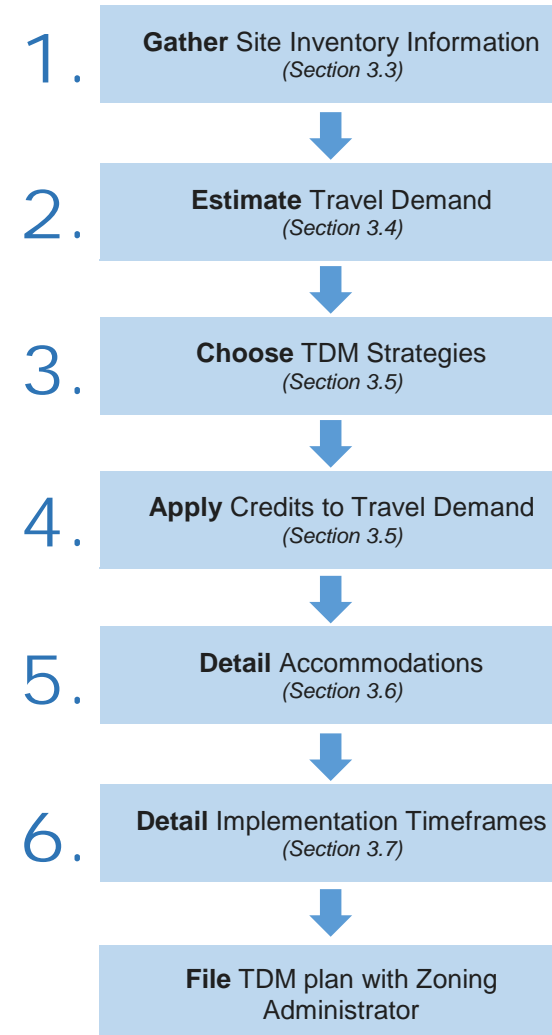 1.
Gather Site Inventory Information
(Section 3.3)
2.
Estimate Travel Demand
(Section 3.4)
3.
Choose TDM Strategies
(Section 3.5)
4.
Apply Credits to Travel Demand
(Section 3.5)
5.
Detail Accommodations
(Section 3.6)
6.
Detail Implementation Timeframes
(Section 3.7)
File TDM plan with Zoning
Administrator